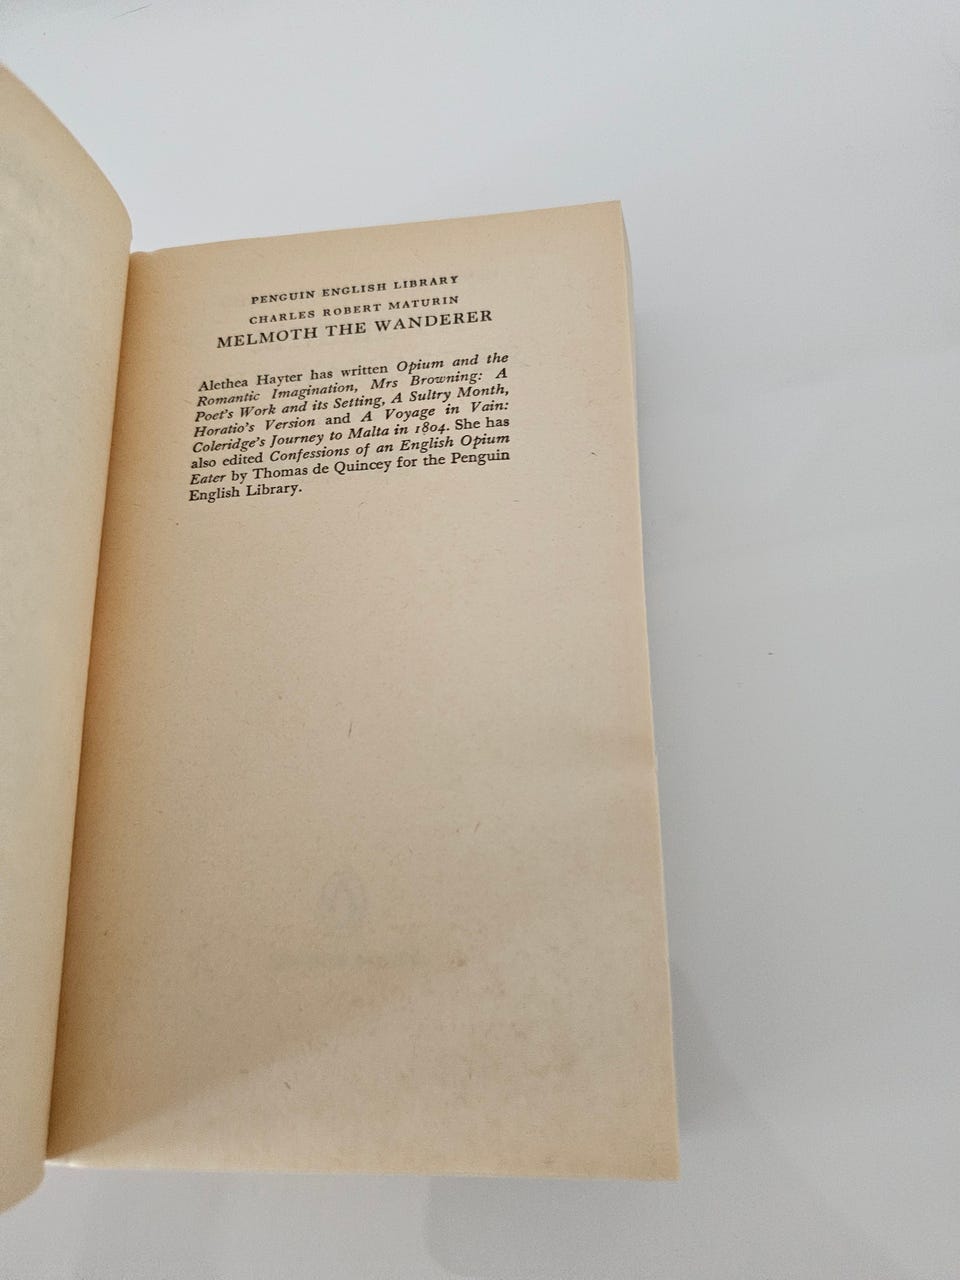 PENGUIN ENGLISH LIBRARY
CHARLES ROBERT MATURIN
MELMOTH THE WANDERER
Alethea Hayter has written Opium and the
Romantic Imagination, Mrs Browning: A
Poet's Work and its Setting, A Sultry Month,
Horatio's Version and A Voyage in Vain:
Coleridge's Journey to Malta in 1804. She has
also edited Confessions of an English Opium
Eater by Thomas de Quincey for the Penguin
English Library.